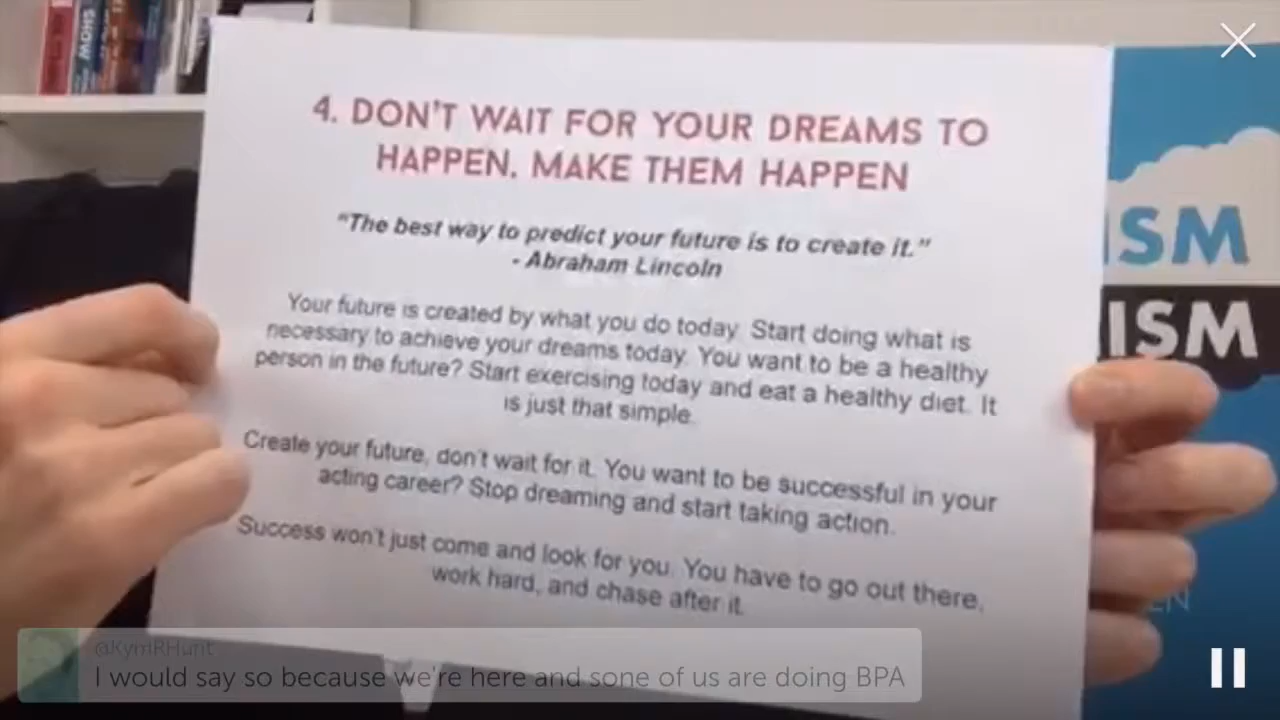 SHOW
4. DON'T WAIT FOR YOUR DREAMS TO
HAPPEN. MAKE THEM HAPPEN
"The best way to predict your future is to create it."
- Abraham Lincoln
Your future is created by what you do today. Start doing what is
necessary to achieve your dreams today. You want to be a healthy
person in the future? Start exercising today and eat a healthy diet. It
is just that simple.
Create your future, don't wait for it. You want to be successful in your
acting career? Stop dreaming and start taking action.
Success won't just come and look for you. You have to go out there,
work hard, and chase after it.
ISM
ISM
EN
@KymRHunt
I would say so because we're here and sone of us are doing BPA